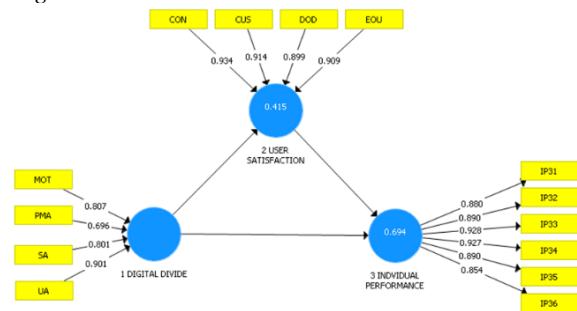 CON
CUS
DOD
EOU
0.934
0.914
0.899
0.909
0.415
2 USER
SATISFACTION
MOT
PMA
SA
UA
0.807
0.696
0.801
0.901
1 DIGITAL DIVIDE
0.694
3 INDIVIDUAL
PERFORMANCE
0.880
0.890
0.928
0.927
0.890
0.854
IP31
IP32
IP33
IP34
IP35
IP36